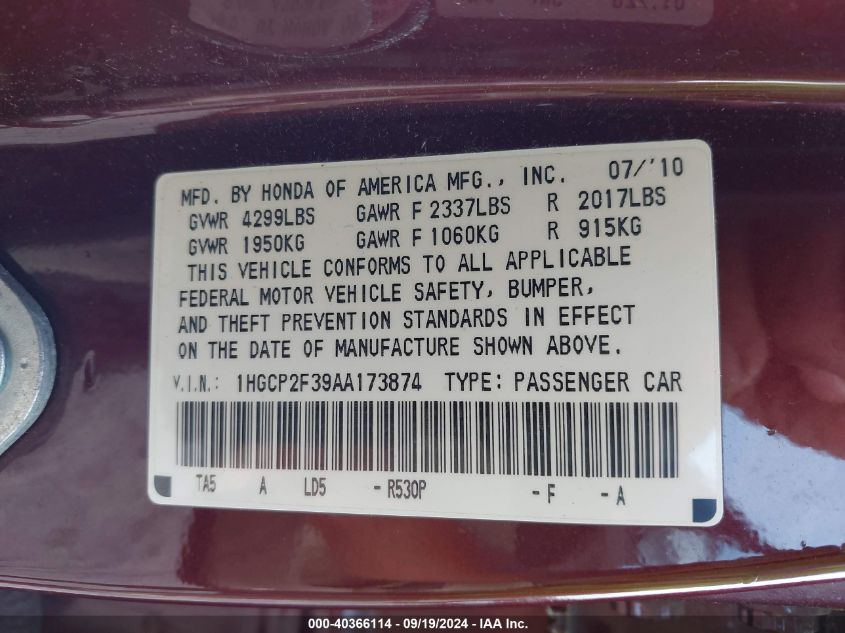 MFD. BY HONDA OF AMERICA MFG., INC. 07/'10
GVWR 4299LBS GAWR F 2337LBS R 2017LBS
GVWR 1950KG GAWR F 1060KG R 915KG
THIS VEHICLE CONFORMS TO ALL APPLICABLE
FEDERAL MOTOR VEHICLE SAFETY, BUMPER,
AND THEFT PREVENTION STANDARDS IN EFFECT
ON THE DATE OF MANUFACTURE SHOWN ABOVE.
V.I.N.: 1HGCP2F39AA173874 TYPE: PASSENGER CAR
TA5 A LD5 - R530P - F - A
000-40366114 - 09/19/2024 - IAA Inc.